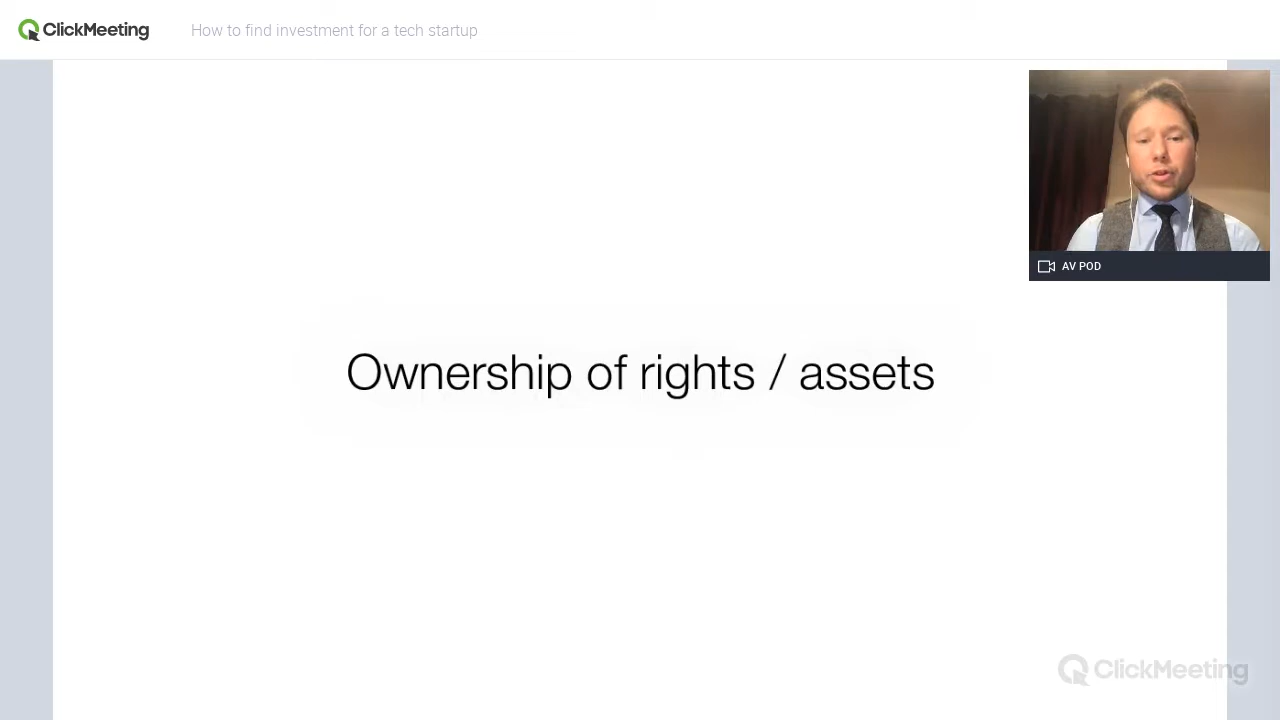 ClickMeeting
How to find investment for a tech startup
AV POD
Ownership of rights / assets
ClickMeeting